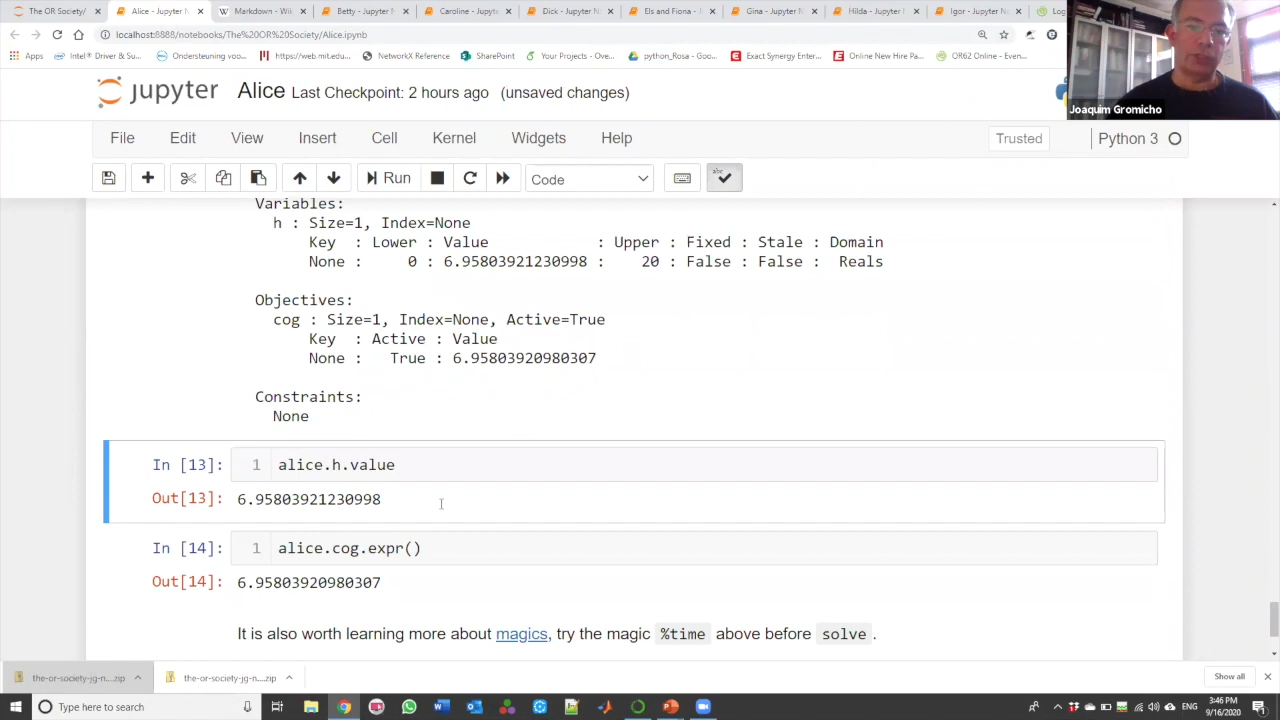 The OR Society/
Alice - Jupyter N
Markdown - Wiki
Betty - Jupyter N
Caroline - Jupyte
Dick - Jupyter No
Els and Fiona - J
Gina - Jupyter No
Hilda - Jupyter N
Igor - Jupyter No
Log
localhost:8888/notebooks/The%20OR%20Society/Alice.ipynb
Apps
Intel® Driver & Su...
Ondersteuning voo...
https://web.mit.edu...
NetworkX Reference
SharePoint
Your Projects - Ove...
python_Rosa - Goo...
Exact Synergy Enter...
Online New Hire Pa...
OR62 Online - Even...
Joaquim Gromicho
jupyter Alice Last Checkpoint: 2 hours ago (unsaved changes)
File Edit View Insert Cell Kernel Widgets Help
Trusted Python 3
Run Code
Variables:
h : Size=1, Index=None
Key : Lower : Value : Upper : Fixed : Stale : Domain
None : 0 : 6.95803921230998 : 20 : False : False : Reals
Objectives:
cog : Size=1, Index=None, Active=True
Key : Active : Value
None : True : 6.95803920980307
Constraints:
None
In [13] 1 alice.h.value
Out[13] 6.95803921230998
In [14] 1 alice.cog.expr()
Out[14] 6.95803920980307
It is also worth learning more about magics, try the magic %time above before solve .
the-or-society-jg-n....zip
the-or-society-jg-n....zip
Show all
Type here to search
ENG
3:46 PM
9/16/2020